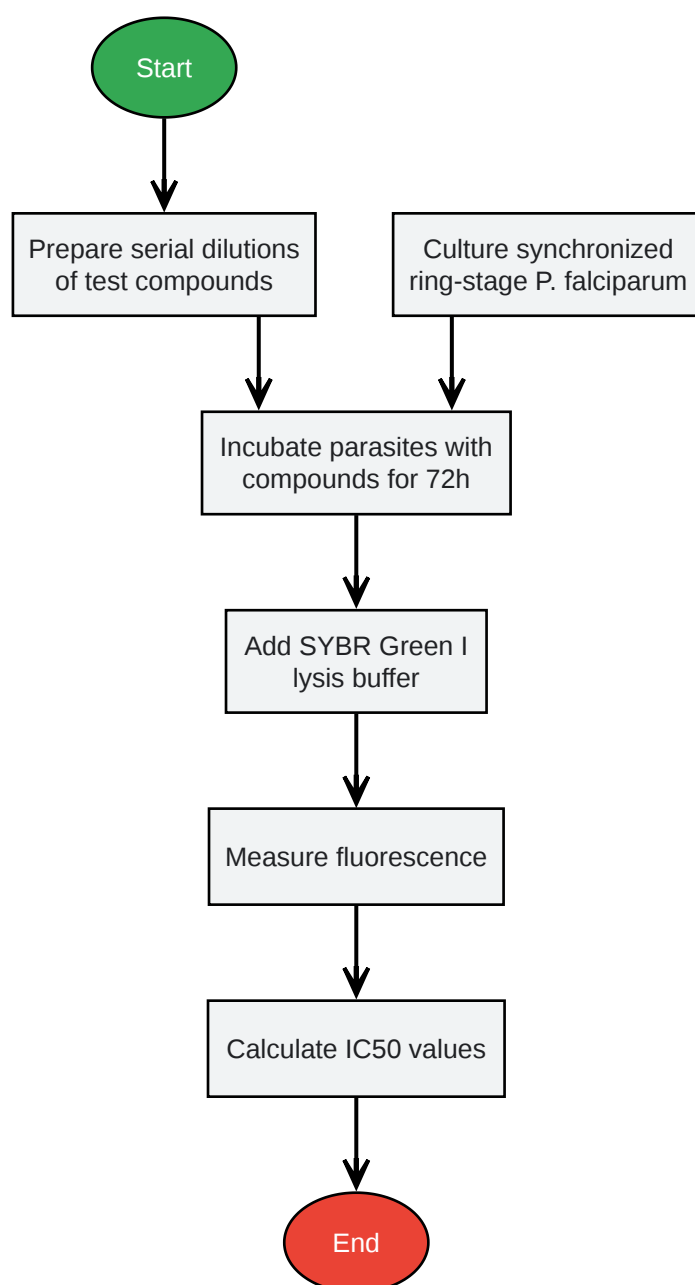 Start
Prepare serial dilutions
of test compounds
Culture synchronized
ring-stage P. falciparum
Incubate parasites with
compounds for 72h
Add SYBR Green I
lysis buffer
Measure fluorescence
Calculate IC50 values
End